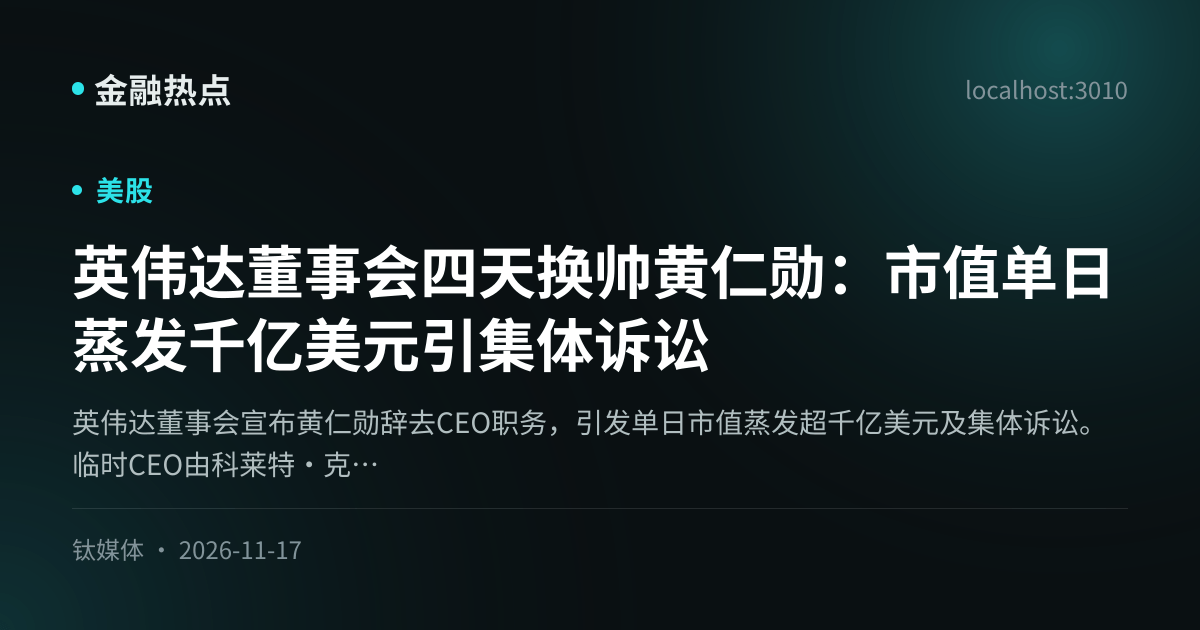 金融热点
localhost:3010
美股
英伟达董事会四天换帅黄仁勋：市值单日
蒸发千亿美元引集体诉讼
英伟达董事会宣布黄仁勋辞去CEO职务，引发单日市值蒸发超千亿美元及集体诉讼。
临时CEO由科莱特·克…
钛媒体 · 2026-11-17